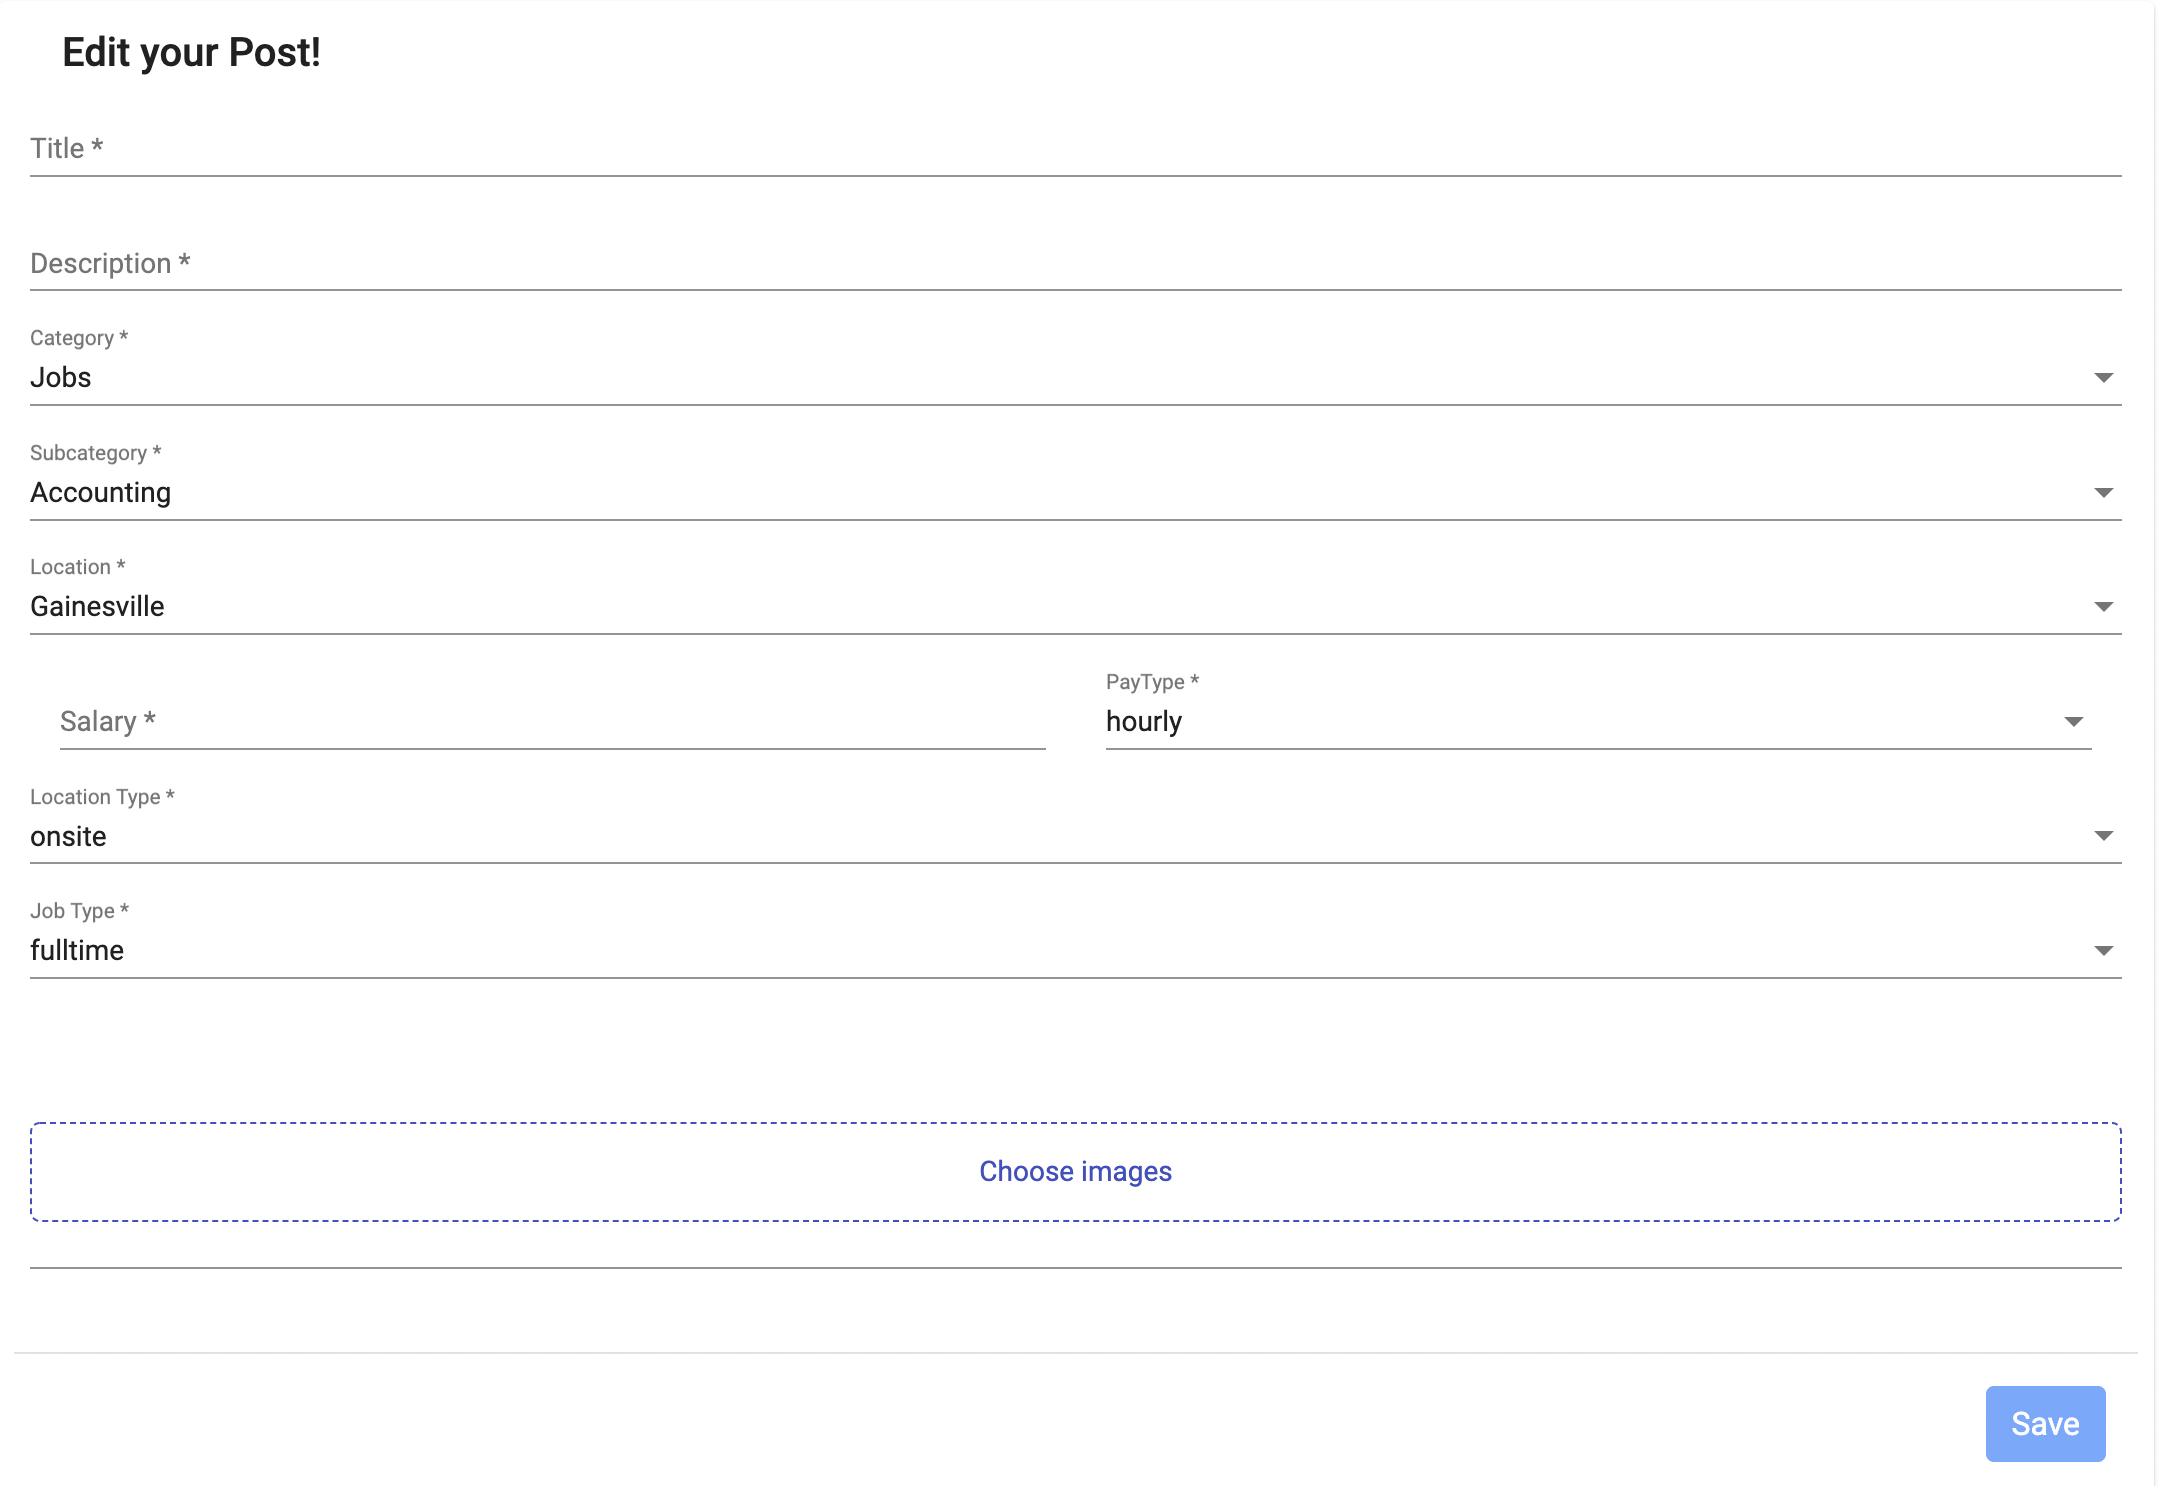 Edit your Post!
Title *
Description *
Category *
Jobs
Subcategory *
Accounting
Location *
Gainesville
Salary *
PayType *
hourly
Location Type *
onsite
Job Type *
fulltime
Choose images
Save